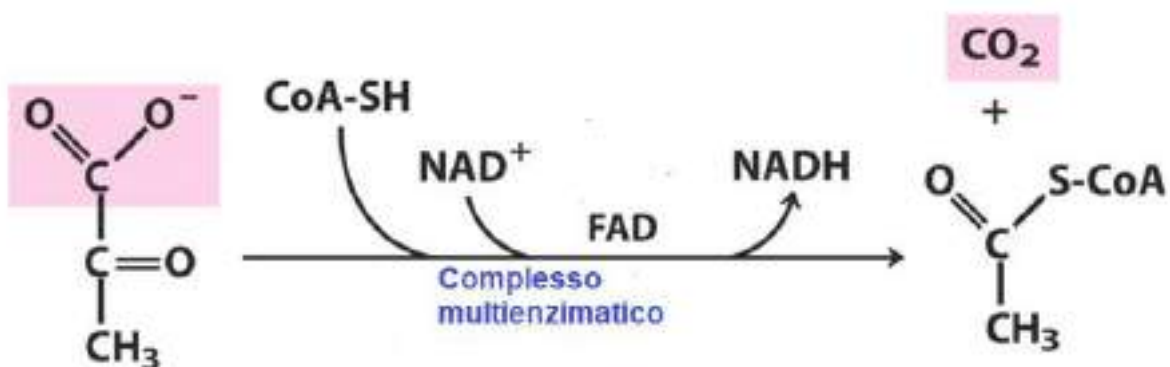 O O⁻
C
C=O
CH₃
CoA-SH
NAD⁺
FAD
NADH
Complesso
multienzimatico
CO₂
+
O S-CoA
C
CH₃